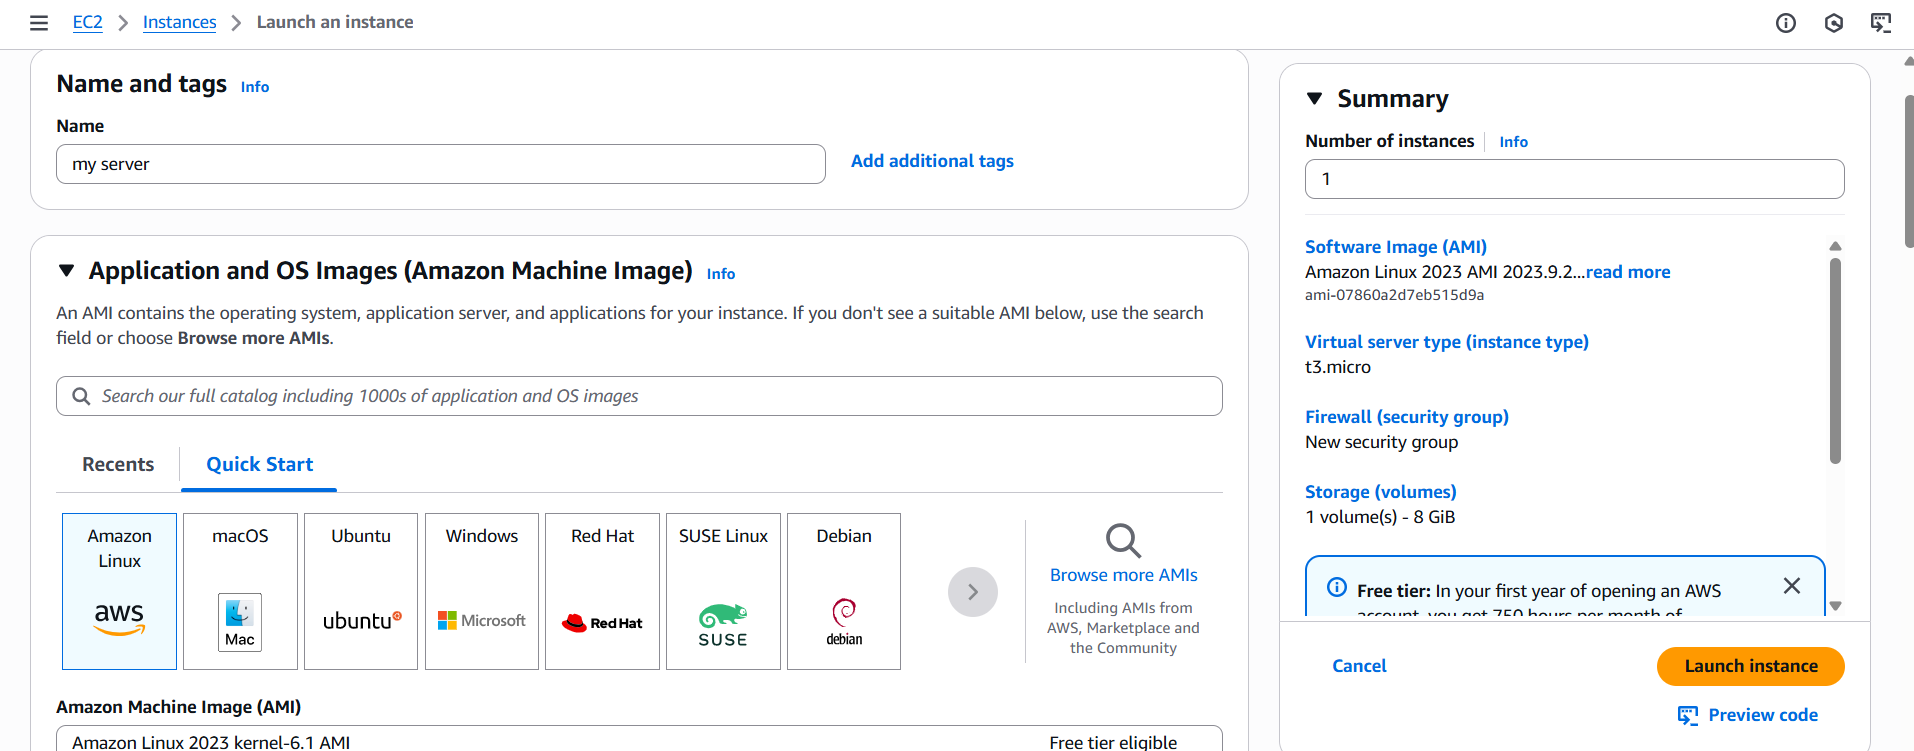 EC2 Instances Launch an instance
Name and tags Info
Name
my server
Add additional tags
Application and OS Images (Amazon Machine Image) Info
An AMI contains the operating system, application server, and applications for your instance. If you don't see a suitable AMI below, use the search
field or choose Browse more AMIs.
Search our full catalog including 1000s of application and OS images
Recents
Quick Start
Amazon
Linux
aws
macOS
Mac
Ubuntu
ubuntu
Windows
Microsoft
Red Hat
Red Hat
SUSE Linux
SUSE
Debian
debian
Browse more AMIs
Including AMIs from
AWS, Marketplace and
the Community
Amazon Machine Image (AMI)
Amazon Linux 2023 kernel-6.1 AMI
Free tier eligible
Summary
Number of instances Info
1
Software Image (AMI)
Amazon Linux 2023 AMI 2023.9.2...read more
ami-07860a2d7eb515d9a
Virtual server type (instance type)
t3.micro
Firewall (security group)
New security group
Storage (volumes)
1 volume(s) - 8 GiB
Free tier: In your first year of opening an AWS
account, you get 750 hours per month of
Cancel
Launch instance
Preview code